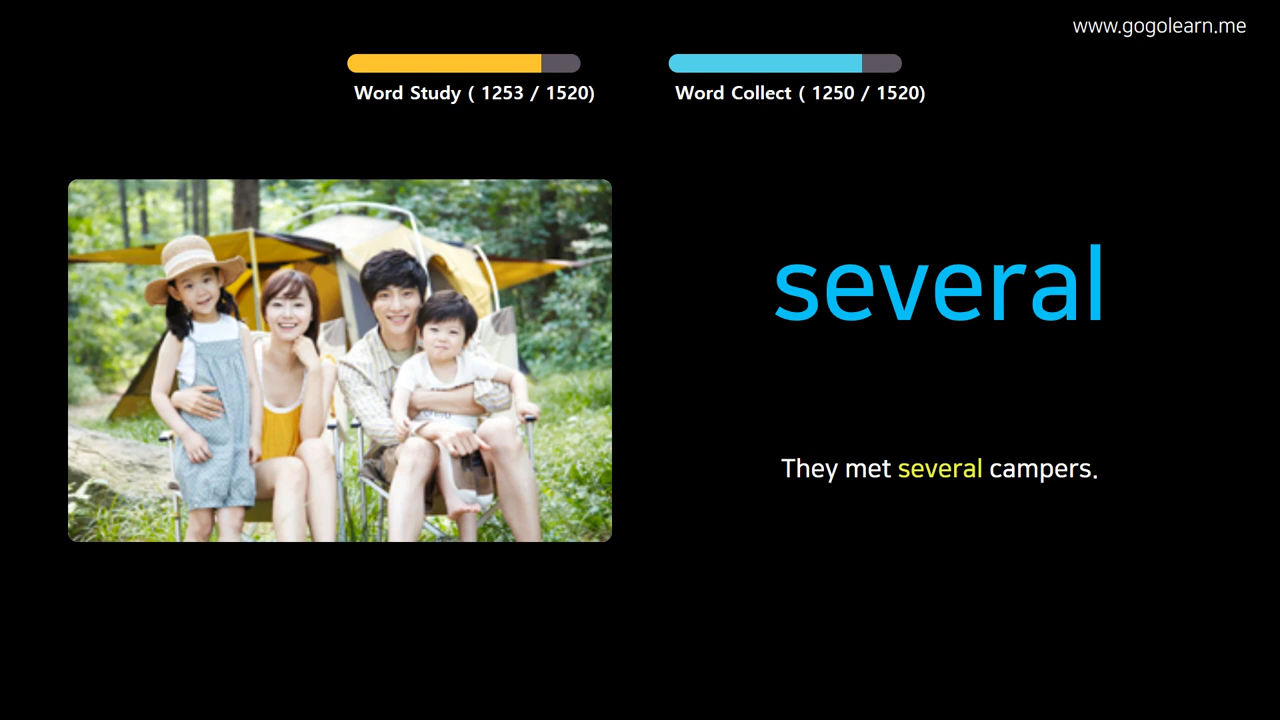 www.gogolearn.me
Word Study ( 1253 / 1520)
Word Collect ( 1250 / 1520)
several
They met several campers.